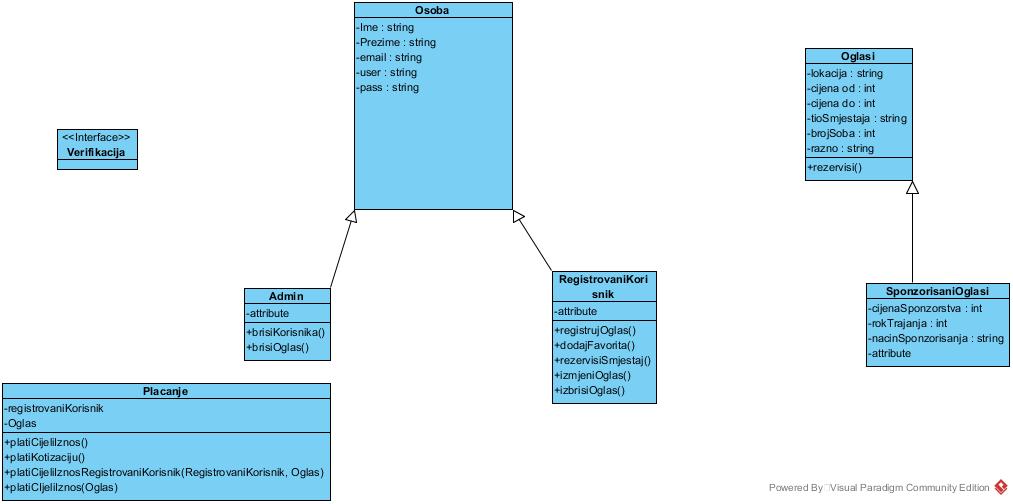 Osoba
-Ime : string
-Prezime : string
-email : string
-user : string
-pass : string
Oglasi
-lokacija : string
-cijena od : int
-cijena do : int
-tioSmjestaja : string
-brojSoba : int
-razno : string
+rezervisi()
<<Interface>>
Verifikacija
Admin
-attribute
+brisiKorisnika()
+brisiOglas()
RegistrovaniKori
snik
-attribute
+registrujOglas()
+dodajFavorita()
+rezervisiSmjestaj()
+izmjeniOglas()
+izbrisiOglas()
SponzorisaniOglasi
-cijenaSponzorstva : int
-rokTrajanja : int
-nacinSponzorisanja : string
-attribute
Placanje
-registrovaniKorisnik
-Oglas
+platiCijeliIznos()
+platiKotizaciju()
+platiCijeliIznosRegistrovaniKorisnik(RegistrovaniKorisnik, Oglas)
+platiCIjeliIznos(Oglas)
Powered By Visual Paradigm Community Edition